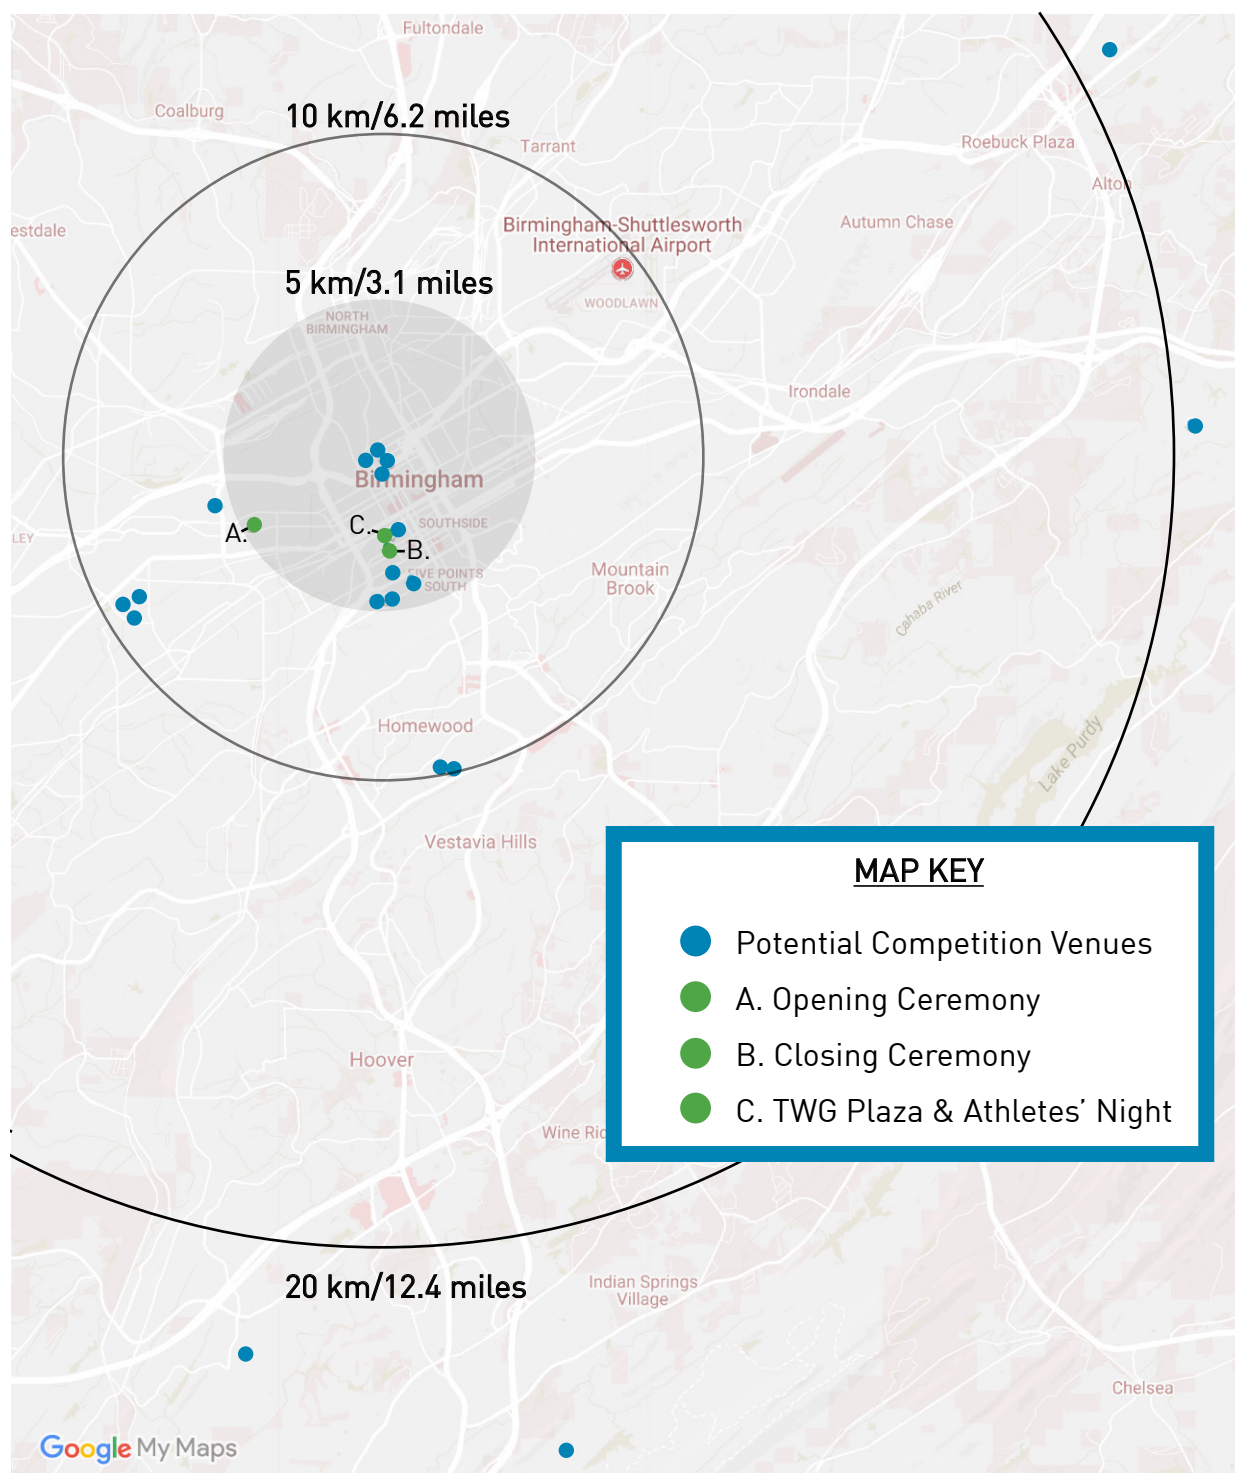 Fultondale
Coalburg
10 km/6.2 miles
Tarrant
Roebuck Plaza
Alton
Autumn Chase
estdale
Birmingham-Shuttlesworth
International Airport
5 km/3.1 miles
WOODLAWN
NORTH
BIRMINGHAM
Irondale
Birmingham
C.
SOUTHSIDE
A.
LEY
B.
FIVE POINTS
SOUTH
Mountain
Brook
Cahaba River
Homewood
Lake Purdy
Vestavia Hills
MAP KEY
Potential Competition Venues
A. Opening Ceremony
B. Closing Ceremony
C. TWG Plaza & Athletes’ Night
Hoover
Wine Rid
20 km/12.4 miles
Indian Springs
Village
Chelsea
Google My Maps